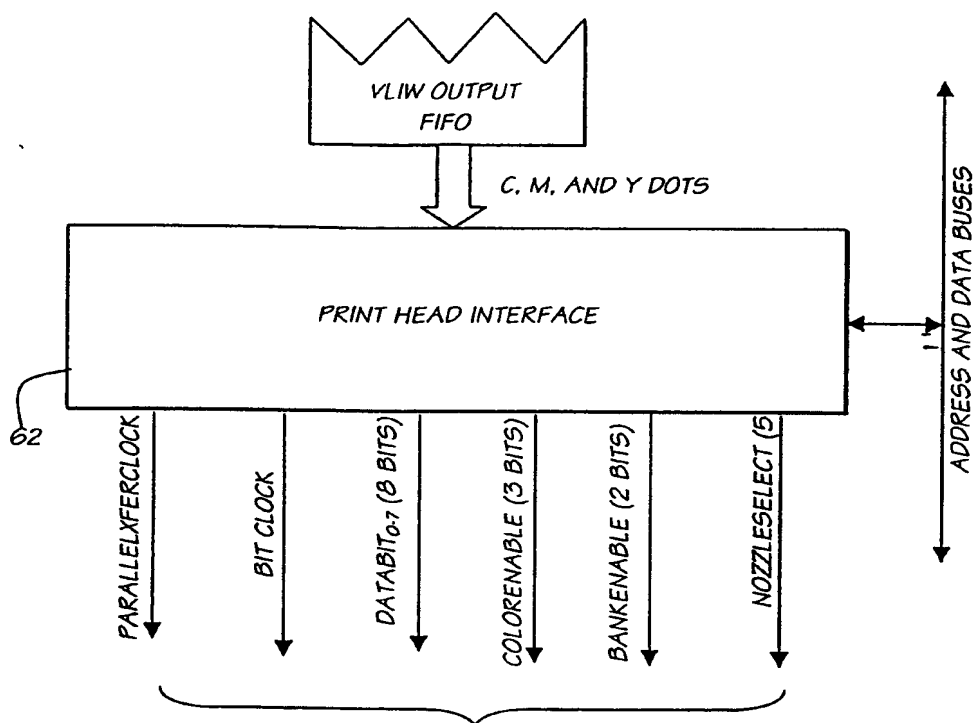 VLIW OUTPUT
FIFO
C, M, AND Y DOTS
PRINT HEAD INTERFACE
ADDRESS AND DATA BUSES
62
PARALLELXFERCLOCK
BIT CLOCK
DATABIT0-7 (8 BITS)
COLORENABLE (3 BITS)
BANKENABLE (2 BITS)
NOZZLESELECT (5